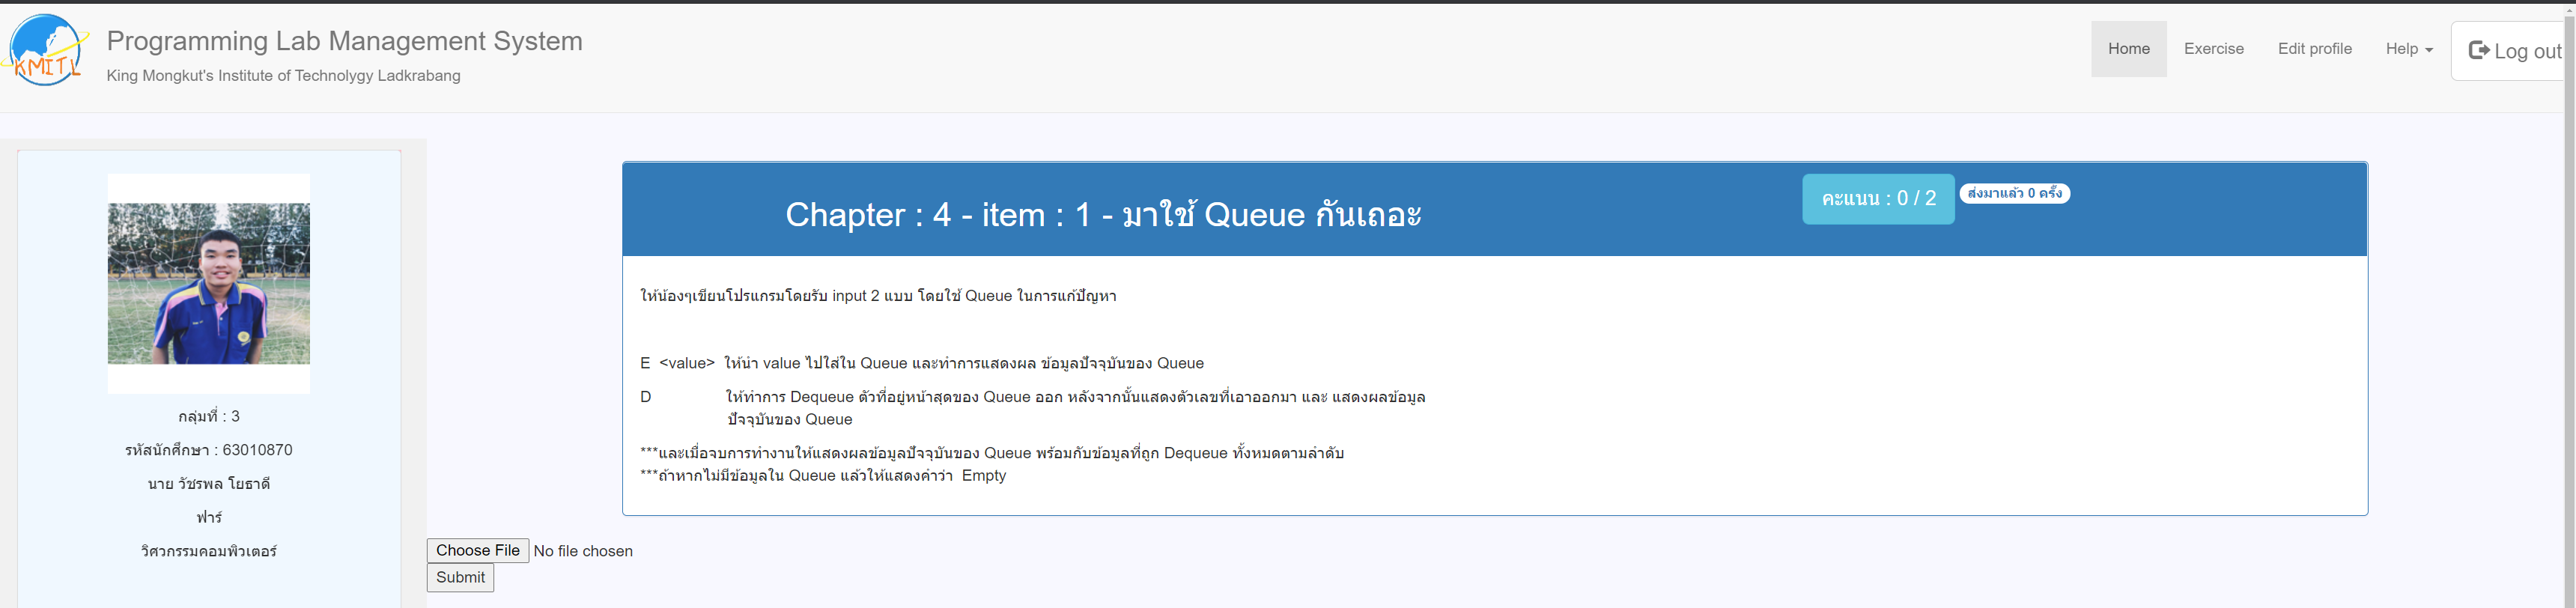 KMITL
Programming Lab Management System
King Mongkut's Institute of Technolygy Ladkrabang
Home
Exercise
Edit profile
Help
Log out
กลุ่มที่ : 3
รหัสนักศึกษา : 63010870
นาย วัชรพล โยธาดี
ฟาร์
วิศวกรรมคอมพิวเตอร์
Chapter : 4 - item : 1 - มาใช้ Queue กันเถอะ
คะแนน : 0 / 2
ส่งมาแล้ว 0 ครั้ง
ให้น้องๆเขียนโปรแกรมโดยรับ input 2 แบบ โดยใช้ Queue ในการแก้ปัญหา
E <value> ให้นำ value ไปใส่ใน Queue และทำการแสดงผล ข้อมูลปัจจุบันของ Queue
D ให้ทำการ Dequeue ตัวที่อยู่หน้าสุดของ Queue ออก หลังจากนั้นแสดงตัวเลขที่เอาออกมา และ แสดงผลข้อมูล
ปัจจุบันของ Queue
***และเมื่อจบการทำงานให้แสดงผลข้อมูลปัจจุบันของ Queue พร้อมกับข้อมูลที่ถูก Dequeue ทั้งหมดตามลำดับ
***ถ้าหากไม่มีข้อมูลใน Queue แล้วให้แสดงคำว่า Empty
Choose File No file chosen
Submit